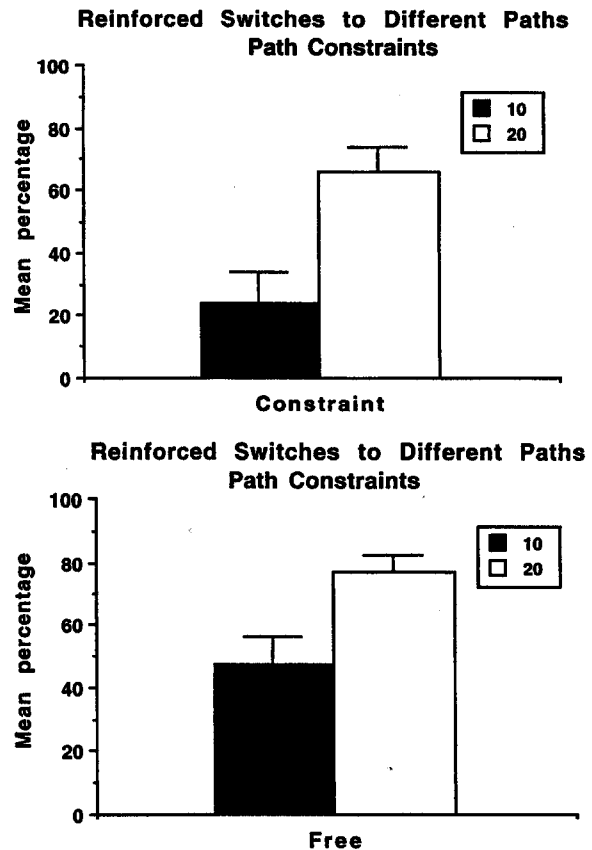 Reinforced Switches to Different Paths
Path Constraints
100
80
60
40
20
0
Mean percentage
10
20
Constraint
Reinforced Switches to Different Paths
Path Constraints
100
80
60
40
20
0
Mean percentage
10
20
Free